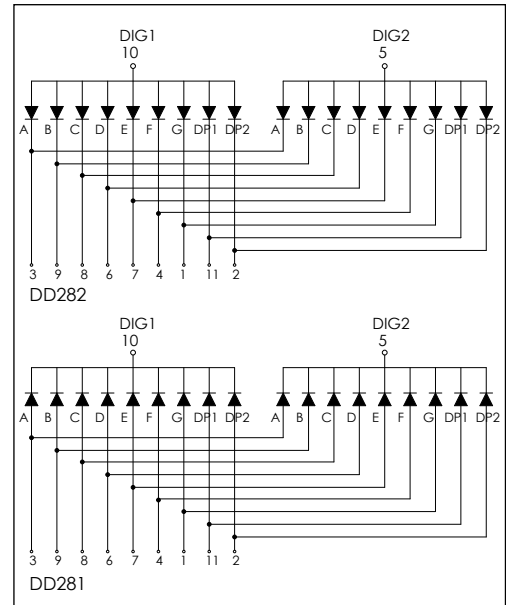 DIG1 DIG2
10 5
A B C D E F G DP1 DP2 A B C D E F G DP1 DP2
3 9 8 6 7 4 1 11 2
DD282
DIG1 DIG2
10 5
A B C D E F G DP1 DP2 A B C D E F G DP1 DP2
3 9 8 6 7 4 1 11 2
DD281